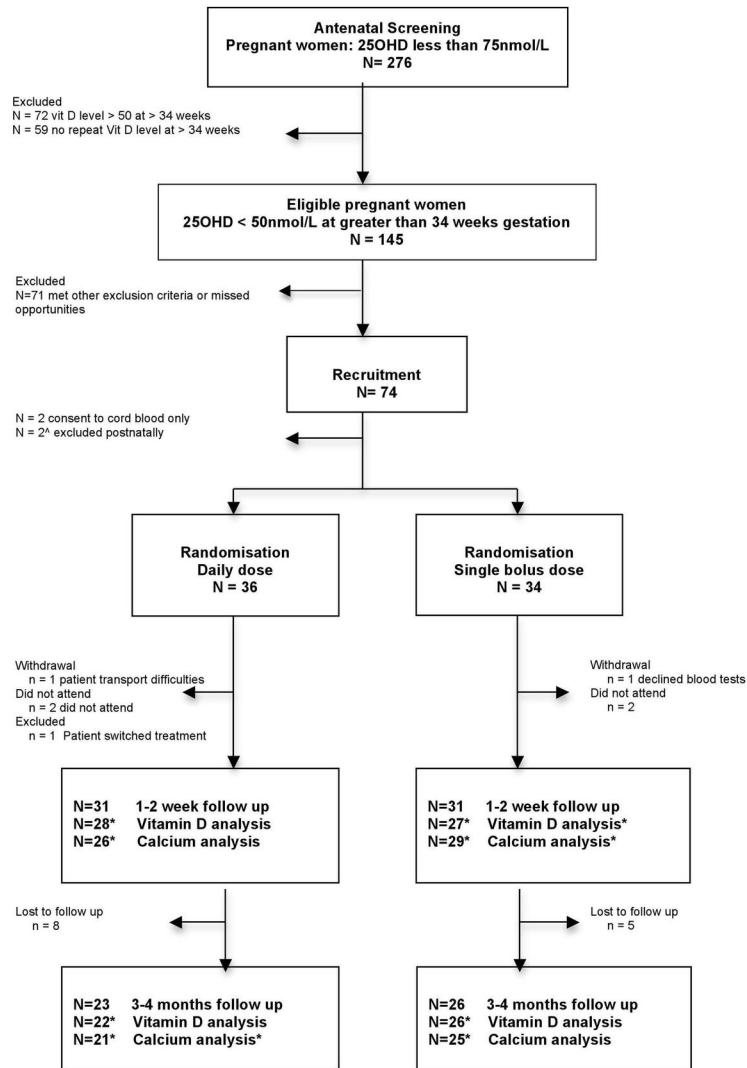 Antenatal Screening
Pregnant women: 25OHD less than 75nmol/L
N= 276
Excluded
N = 72 vit D level > 50 at > 34 weeks
N = 59 no repeat Vit D level at > 34 weeks
Eligible pregnant women
25OHD < 50nmol/L at greater than 34 weeks gestation
N = 145
Excluded
N=71 met other exclusion criteria or missed
opportunities
Recruitment
N= 74
N = 2 consent to cord blood only
N = 2^ excluded postnatally
Randomisation
Daily dose
N = 36
Randomisation
Single bolus dose
N = 34
Withdrawal
n = 1 patient transport difficulties
Did not attend
n = 2 did not attend
Excluded
n = 1 Patient switched treatment
Withdrawal
n = 1 declined blood tests
Did not attend
n = 2
N=31 1-2 week follow up
N=28* Vitamin D analysis
N=26* Calcium analysis
N=31 1-2 week follow up
N=27* Vitamin D analysis*
N=29* Calcium analysis*
Lost to follow up
n = 8
Lost to follow up
n = 5
N=23 3-4 months follow up
N=22* Vitamin D analysis
N=21* Calcium analysis*
N=26 3-4 months follow up
N=26* Vitamin D analysis
N=25* Calcium analysis